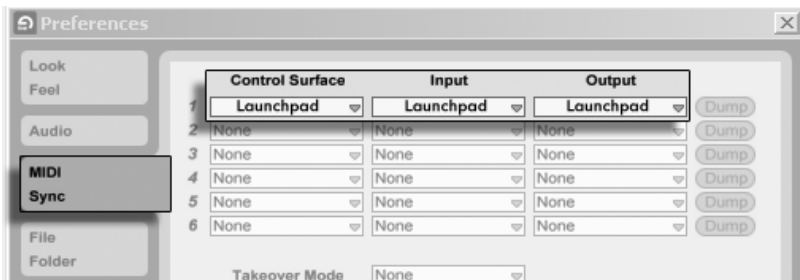 Preferences
Look
Feel
Audio
MIDI
Sync
File
Folder
Control Surface Input Output
1 Launchpad Launchpad Launchpad Dump
2 None None None Dump
3 None None None Dump
4 None None None Dump
5 None None None Dump
6 None None None Dump
Takeover Mode None